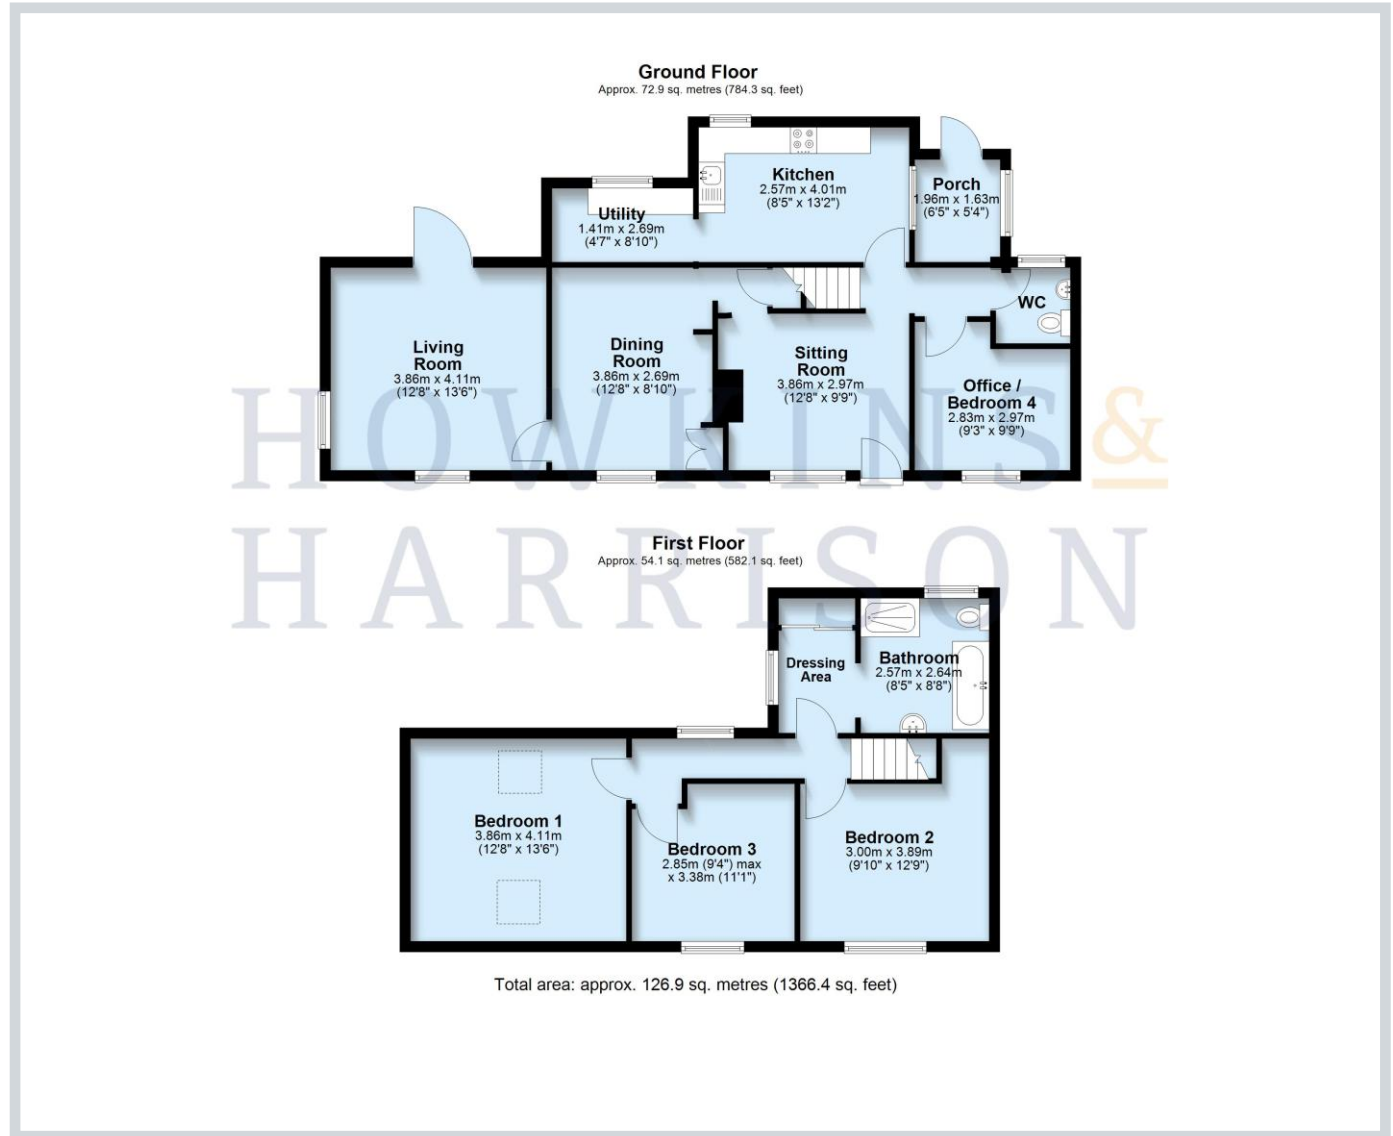 Ground Floor
Approx. 72.9 sq. metres (784.3 sq. feet)
Kitchen
2.57m x 4.01m
(8'5" x 13'2")
Porch
1.96m x 1.63m
(6'5" x 5'4")
Utility
1.41m x 2.69m
(4'7" x 8'10")
WC
Living
Room
3.86m x 4.11m
(12'8" x 13'6")
Dining
Room
3.86m x 2.69m
(12'8" x 8'10")
Sitting
Room
3.86m x 2.97m
(12'8" x 9'9")
Office /
Bedroom 4
2.83m x 2.97m
(9'3" x 9'9")
HOWKINS &
HARRISON
First Floor
Approx. 54.1 sq. metres (582.1 sq. feet)
Dressing
Area
Bathroom
2.57m x 2.64m
(8'5" x 8'8")
Bedroom 1
3.86m x 4.11m
(12'8" x 13'6")
Bedroom 3
2.85m (9'4") max
x 3.38m (11'1")
Bedroom 2
3.00m x 3.89m
(9'10" x 12'9")
Total area: approx. 126.9 sq. metres (1366.4 sq. feet)